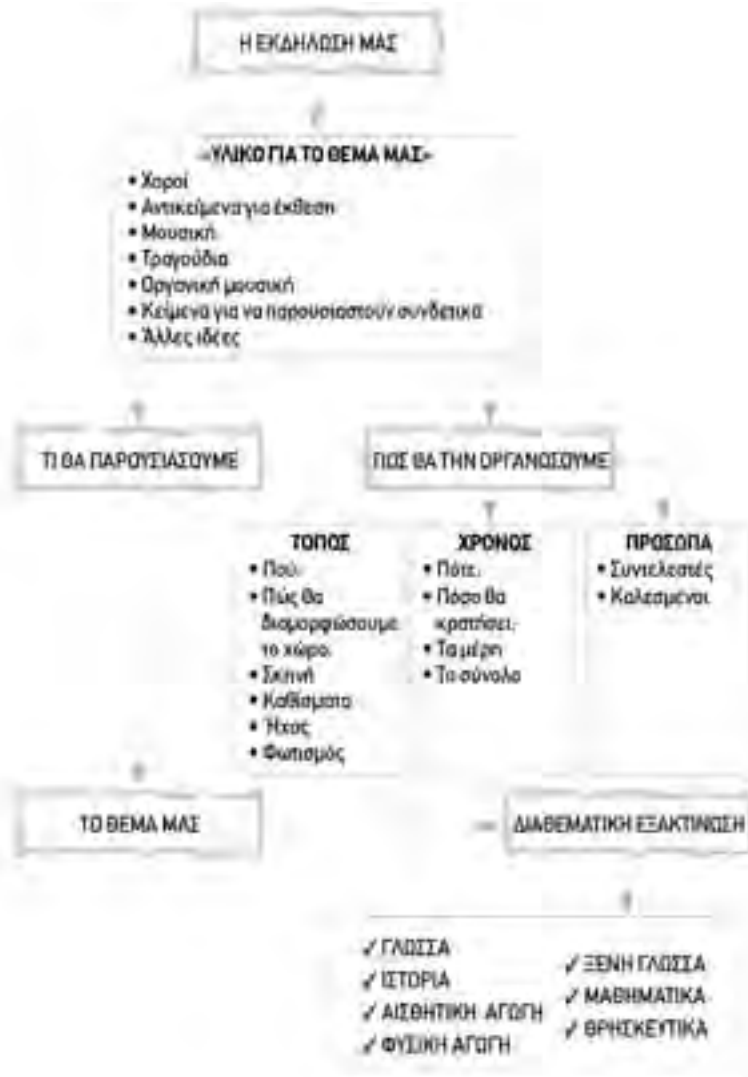 Η ΕΚΔΗΛΩΣΗ ΜΑΣ
«ΥΛΙΚΟ ΓΙΑ ΤΟ ΘΕΜΑ ΜΑΣ»
• Χοροί
• Αντικείμενα για έκθεση
• Μουσική
• Τραγούδια
• Οργανική μουσική
• Κείμενα για να παρουσιαστούν συνδετικά
• Άλλες ιδέες
ΤΙ ΘΑ ΠΑΡΟΥΣΙΑΣΟΥΜΕ
ΠΩΣ ΘΑ ΤΗΝ ΟΡΓΑΝΩΣΟΥΜΕ
ΤΟΠΟΣ
• Πού.
• Πώς θα
διαμορφώσουμε
το χώρο.
• Σκηνή
• Καθίσματα
• Ήχος
• Φωτισμός
ΧΡΟΝΟΣ
• Πότε.
• Πόσο θα
κρατήσει.
• Τα μέρη
• Το σύνολο
ΠΡΟΣΩΠΑ
• Συντελεστές
• Καλεσμένοι
ΤΟ ΘΕΜΑ ΜΑΣ
ΔΙΑΘΕΜΑΤΙΚΗ ΕΞΑΚΤΙΝΩΣΗ
✓ ΓΛΩΣΣΑ
✓ ΙΣΤΟΡΙΑ
✓ ΑΙΣΘΗΤΙΚΗ ΑΓΩΓΗ
✓ ΦΥΣΙΚΗ ΑΓΩΓΗ
✓ ΞΕΝΗ ΓΛΩΣΣΑ
✓ ΜΑΘΗΜΑΤΙΚΑ
✓ ΘΡΗΣΚΕΥΤΙΚΑ